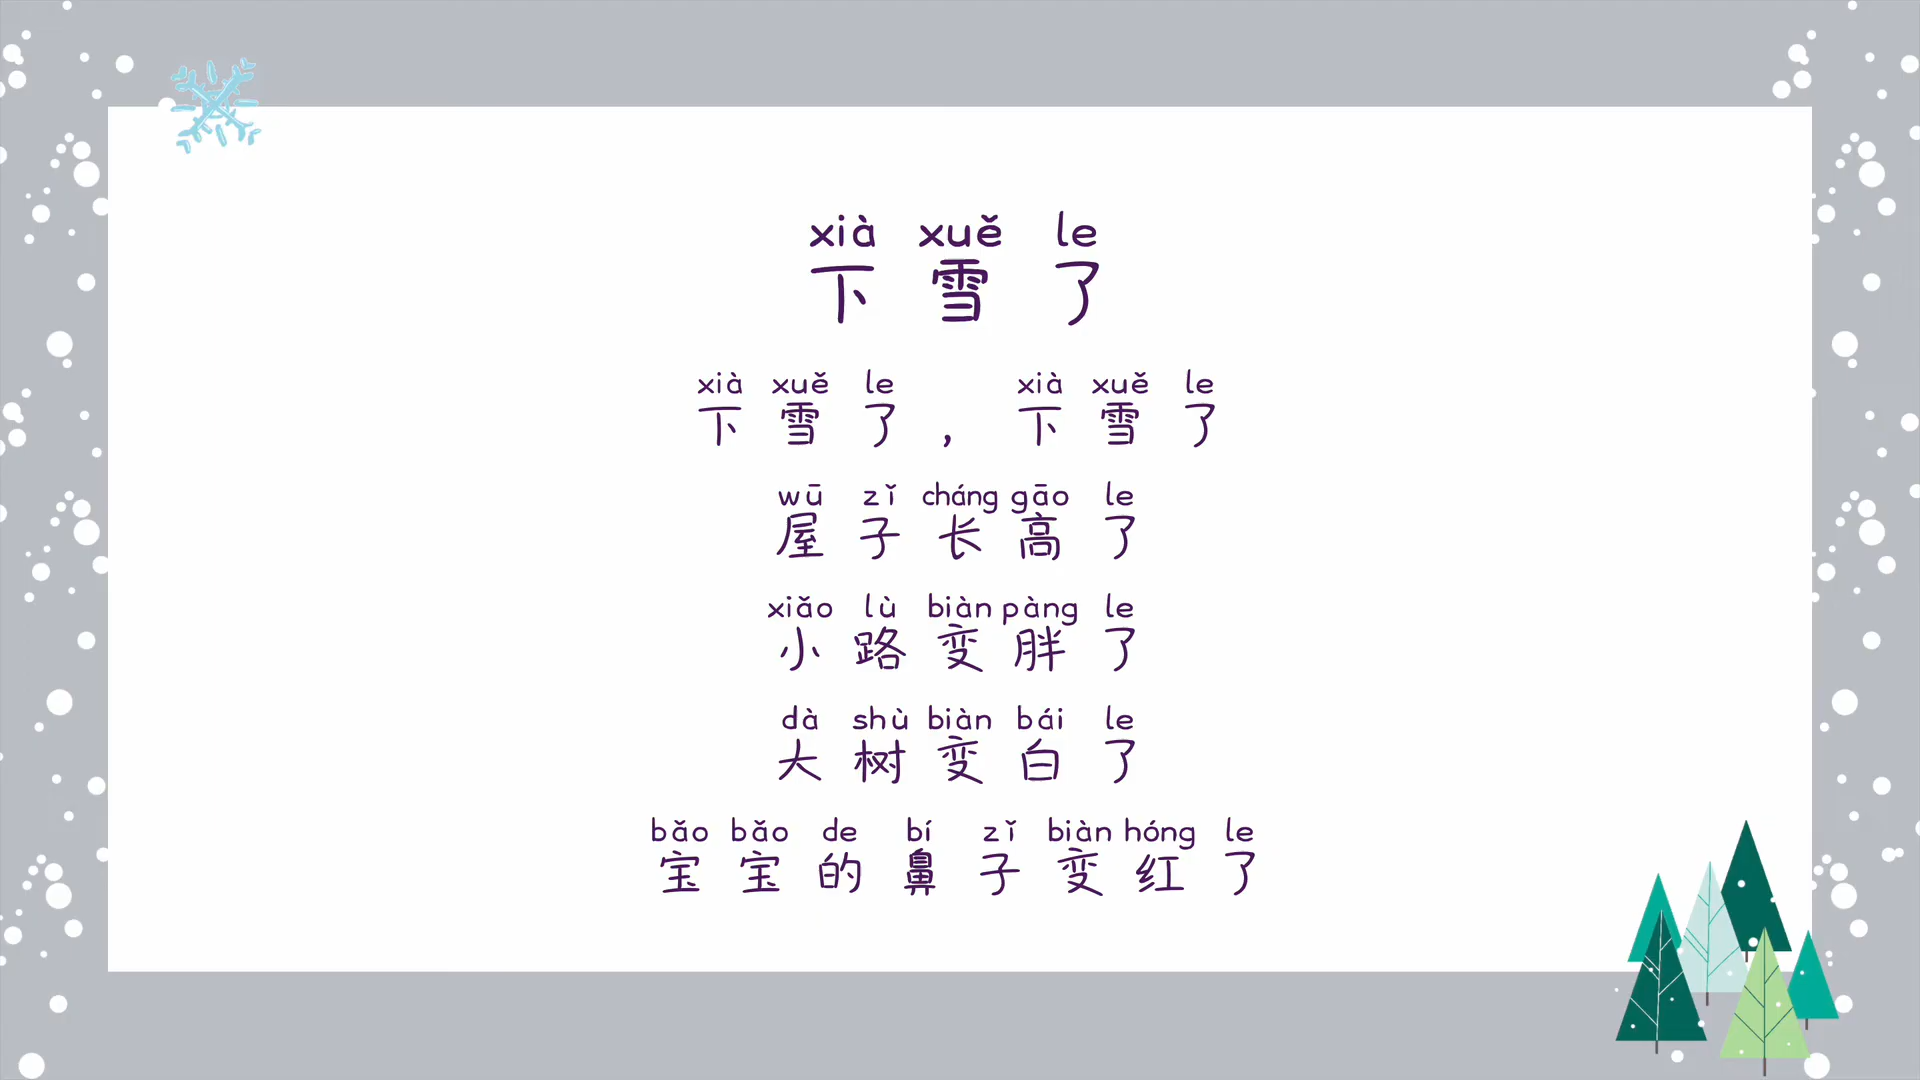 xià xuě le
下雪了
xià xuě le xià xuě le
下雪了，下雪了
wū zǐ cháng gāo le
屋子长高了
xiǎo lù biàn pàng le
小路变胖了
dà shù biàn bái le
大树变白了
bǎo bǎo de bí zǐ biàn hóng le
宝宝的鼻子变红了